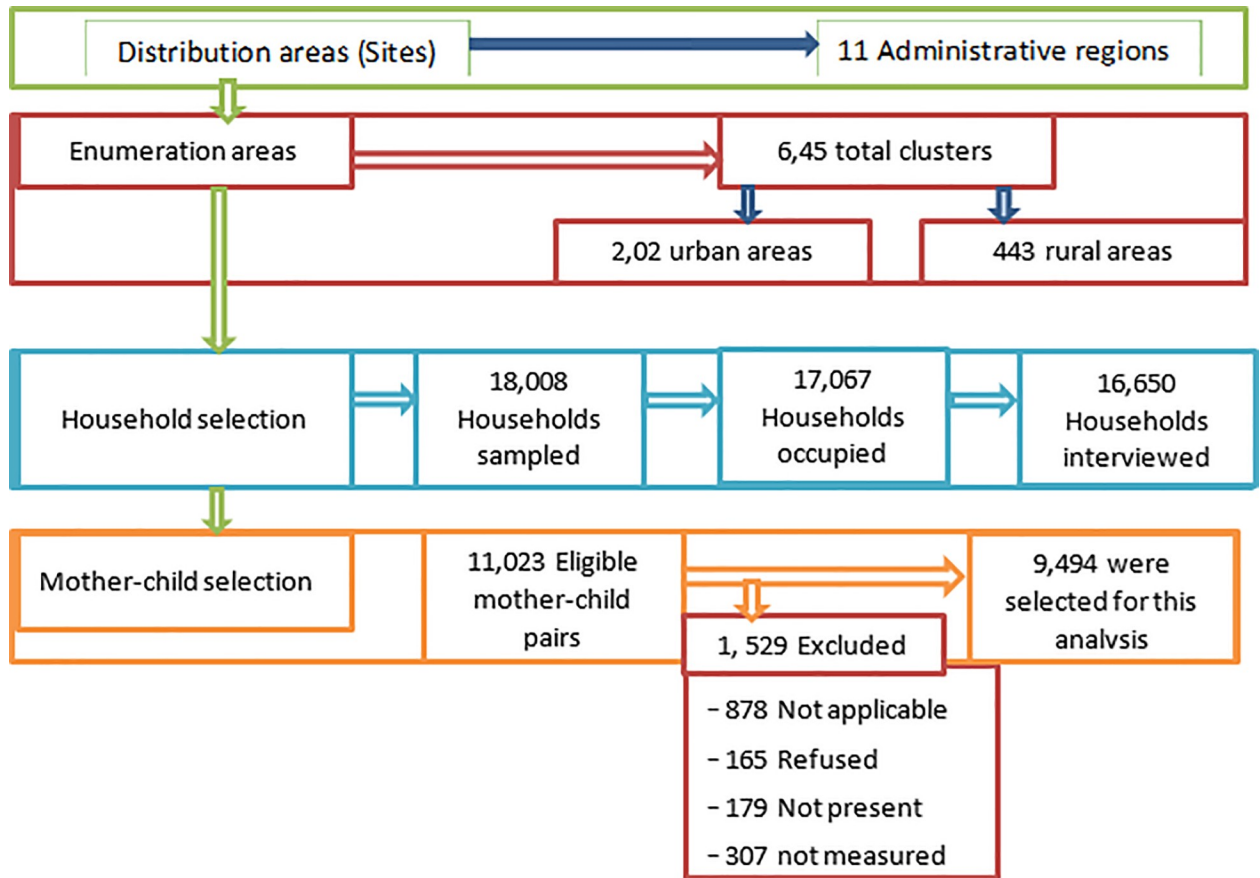 Distribution areas (Sites)
11 Administrative regions
Enumeration areas
6,45 total clusters
2,02 urban areas
443 rural areas
Household selection
18,008
Households
sampled
17,067
Households
occupied
16,650
Households
interviewed
Mother-child selection
11,023 Eligible
mother-child
pairs
9,494 were
selected for this
analvsis
1, 529 Excluded
– 878 Not applicable
– 165 Refused
– 179 Not present
– 307 not measured